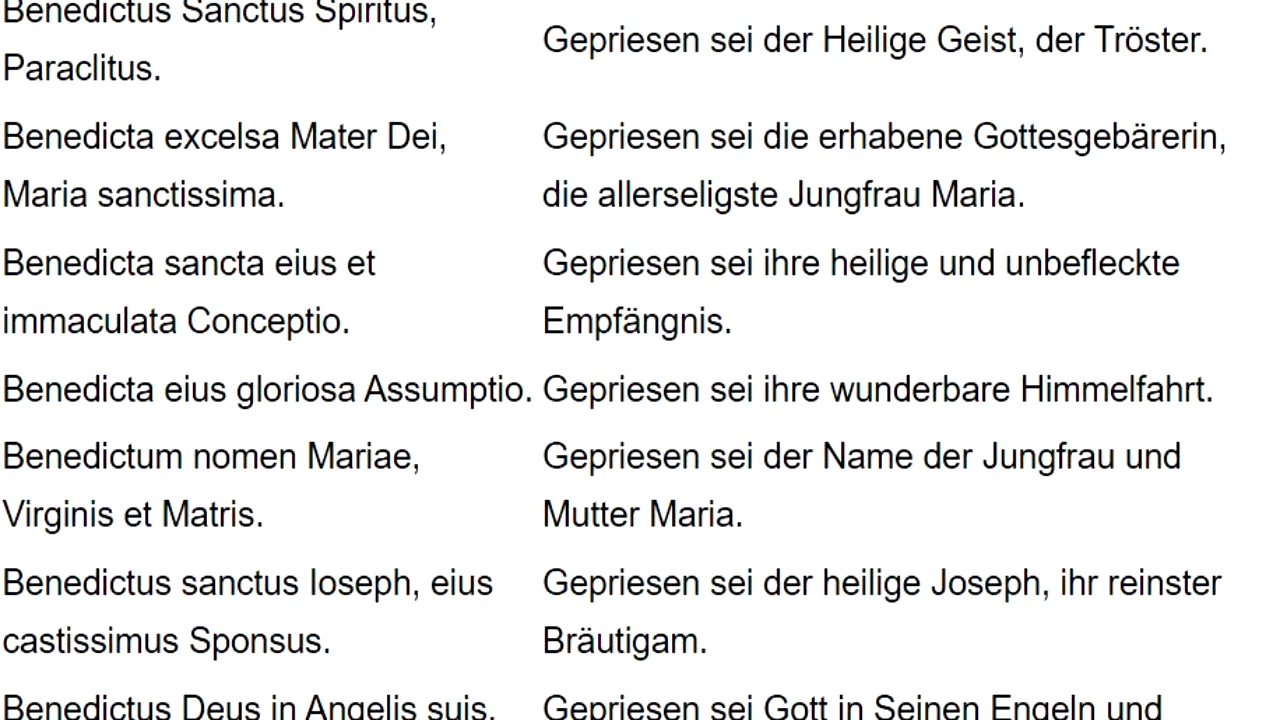 Benedictus Sanctus Spiritus,
Paraclitus.
Gepriesen sei der Heilige Geist, der Tröster.
Benedicta excelsa Mater Dei,
Maria sanctissima.
Gepriesen sei die erhabene Gottesgebärerin,
die allerseligste Jungfrau Maria.
Benedicta sancta eius et
immaculata Conceptio.
Gepriesen sei ihre heilige und unbefleckte
Empfängnis.
Benedicta eius gloriosa Assumptio.
Gepriesen sei ihre wunderbare Himmelfahrt.
Benedictum nomen Mariae,
Virginis et Matris.
Gepriesen sei der Name der Jungfrau und
Mutter Maria.
Benedictus sanctus Ioseph, eius
castissimus Sponsus.
Gepriesen sei der heilige Joseph, ihr reinster
Bräutigam.
Benedictus Deus in Angelis suis,
Gepriesen sei Gott in Seinen Engeln und